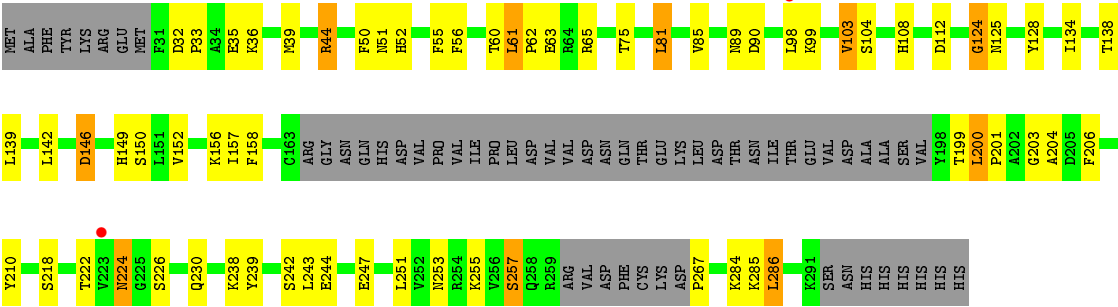 MET ALA PHE TYR LYS ARG GLU MET F31 D32 P33 A34 E35 K36 M39 R44 F50 N51 H52 F55 F56 T60 L61 P62 E63 R64 R65 T75 L81 V85 N89 D90 L98 K99 V103 S104 H108 D112 G124 N125 Y128 I134 T138
L139 L142 D146 H149 S150 L151 V152 K156 I157 F158 C163 ARG GLY ASN GLN HIS ASP VAL PRO VAL ILE PRO LEU ASP VAL VAL ASP ASN GLN THR GLU LYS LEU ASP THR ASN ILE THR GLU VAL ASP ALA ALA SER VAL Y198 T199 L200 P201 A202 G203 A204 D205 F206
Y210 S218 T222 V223 N224 G225 S226 Q230 K238 Y239 S242 L243 E244 E247 L251 V252 N253 R254 K255 V256 S257 Q258 R259 ARG VAL ASP PHE CYS LYS ASP P267 K284 K285 L286 K291 SER ASN HIS HIS HIS HIS HIS HIS